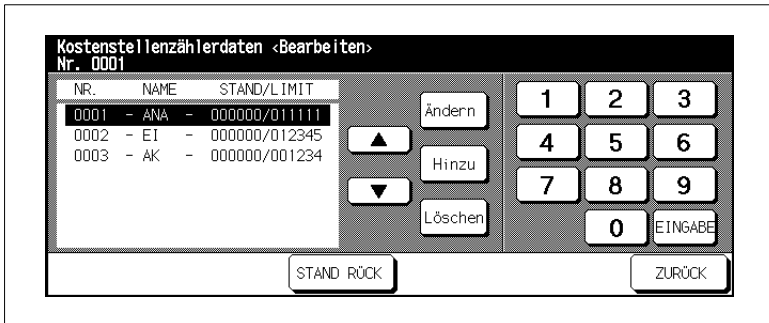 Kostenstellenzählerdaten <Bearbeiten>
Nr. 0001
NR. NAME STAND/LIMIT
0001 - ANA - 000000/011111
0002 - EI - 000000/012345
0003 - AK - 000000/001234
▲
▼
Ändern
Hinzu
Löschen
1 2 3
4 5 6
7 8 9
0 EINGABE
STAND RÜCK
ZURÜCK